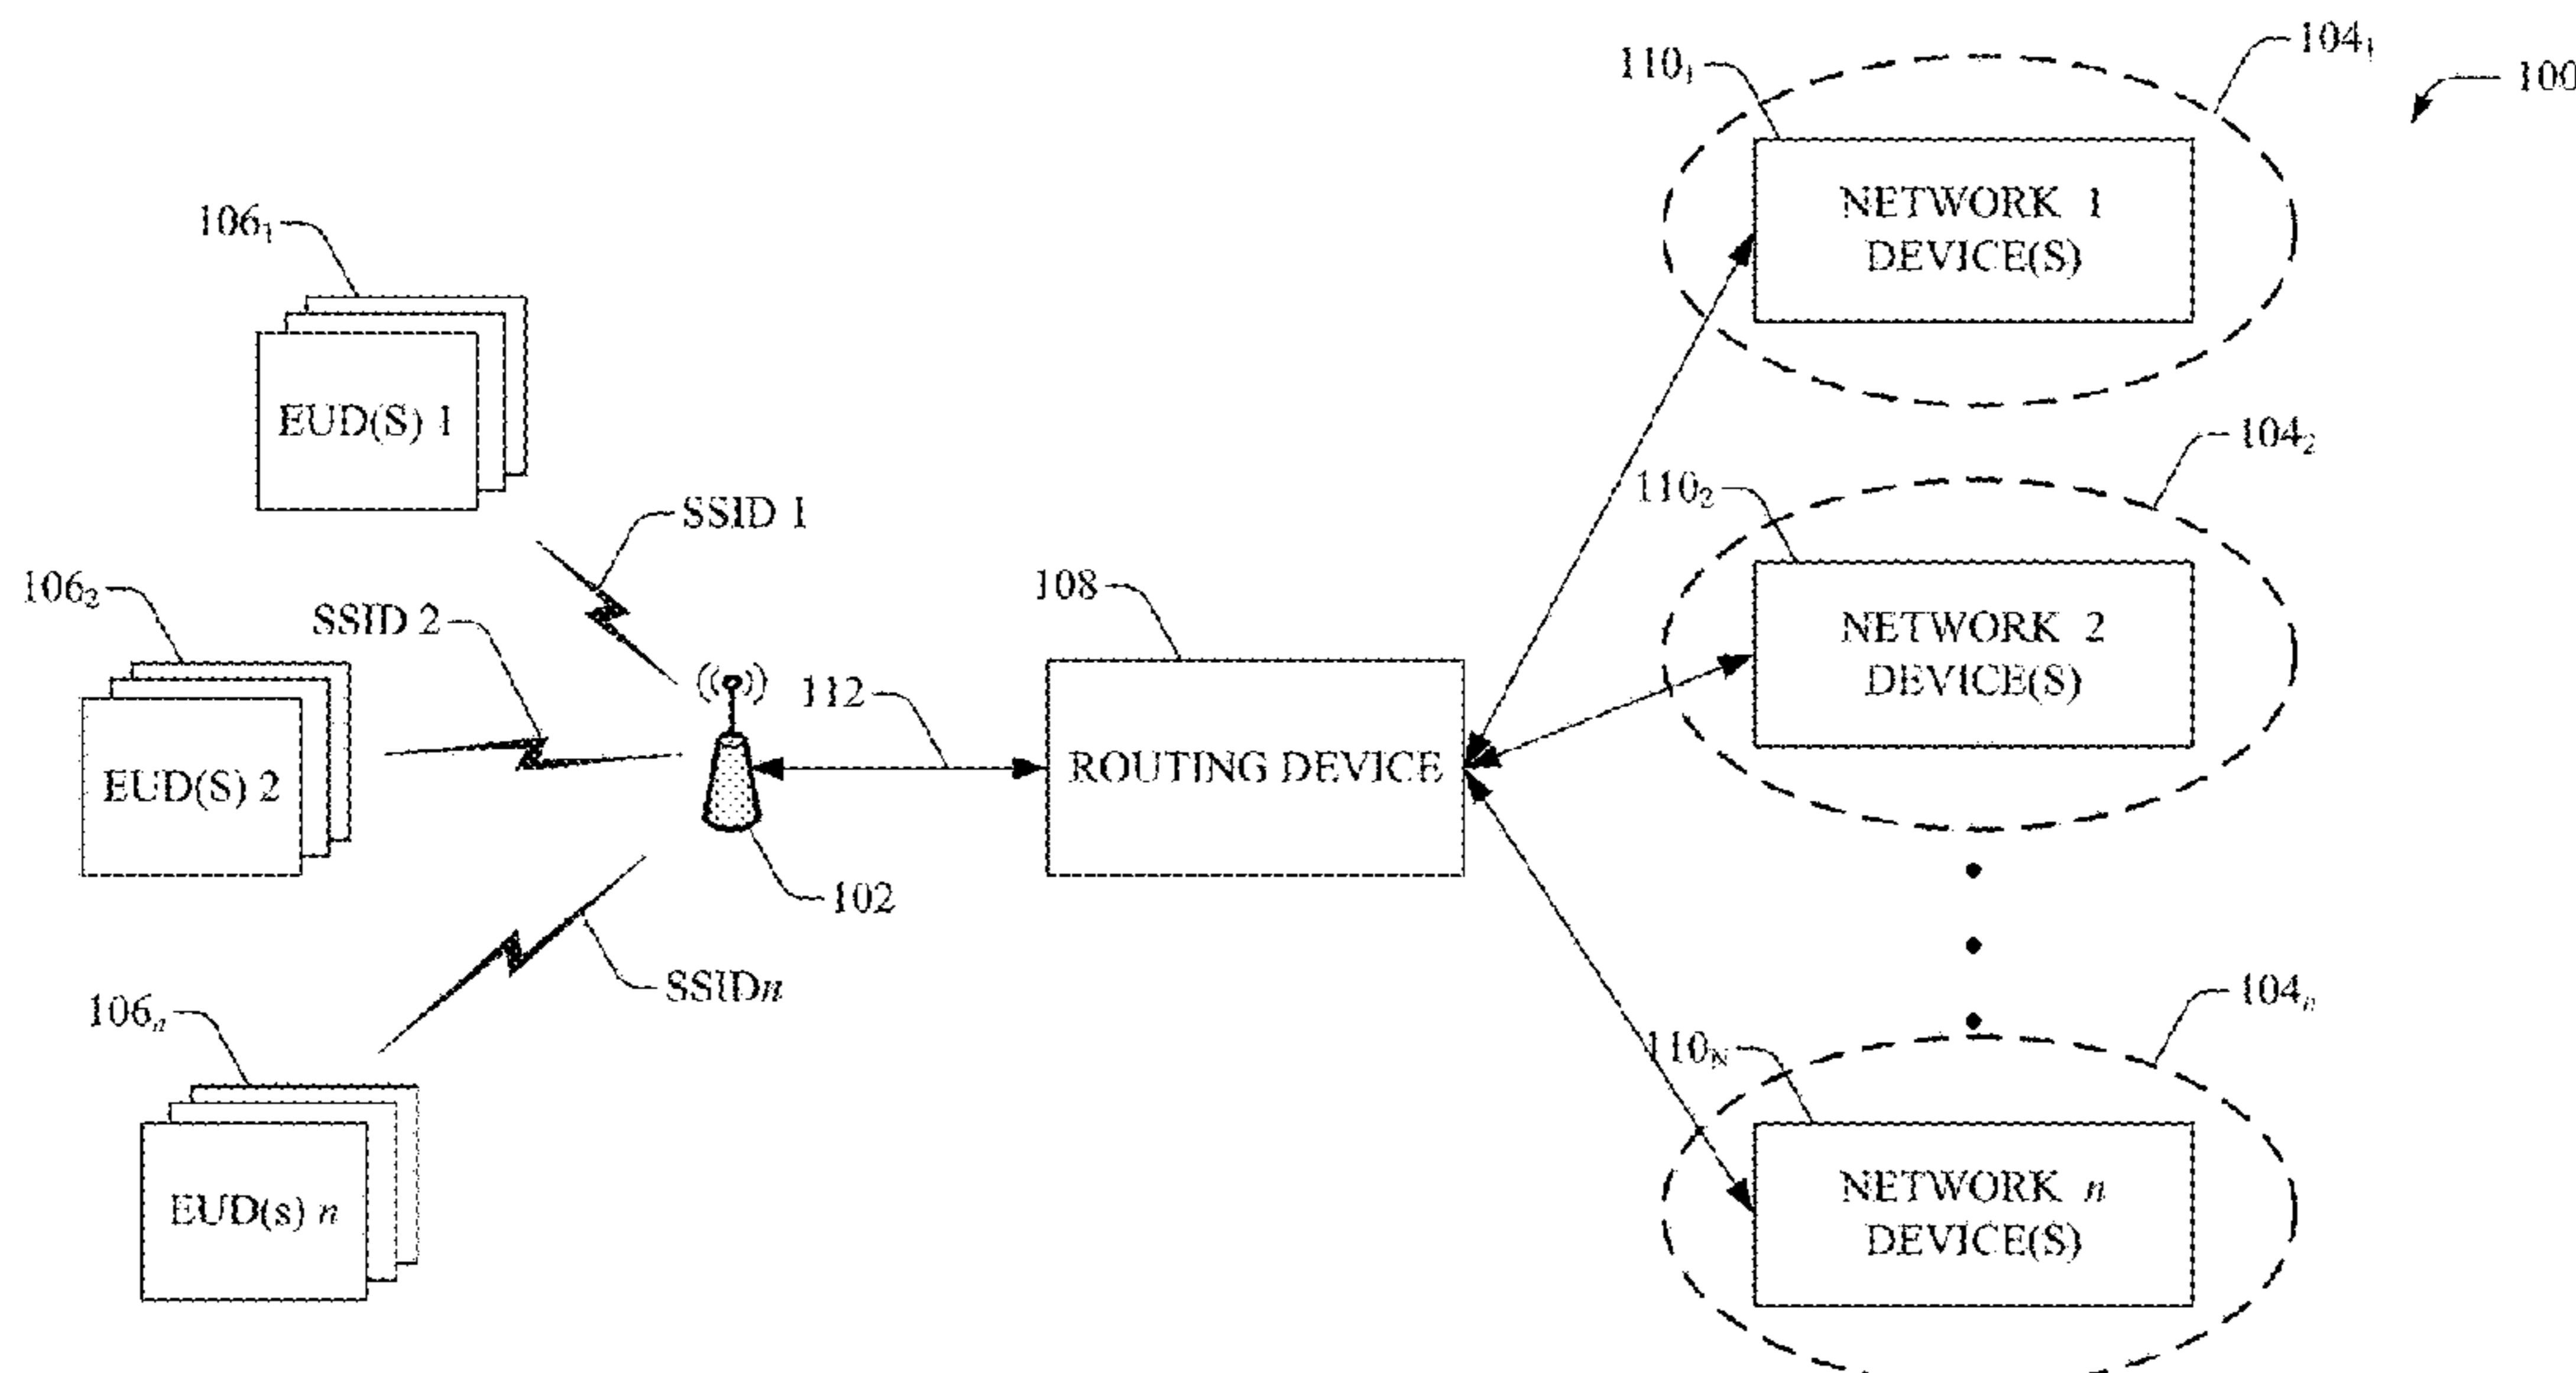 104₁
110₁
100
NETWORK 1
DEVICE(S)
106₁
EUD(S) 1
104₂
SSID 1
110₂
106₂
SSID 2
108
NETWORK 2
DEVICE(S)
112
EUD(S) 2
ROUTING DEVICE
102
SSIDn
104ₙ
106ₙ
110_N
NETWORK n
DEVICE(S)
EUD(s) n